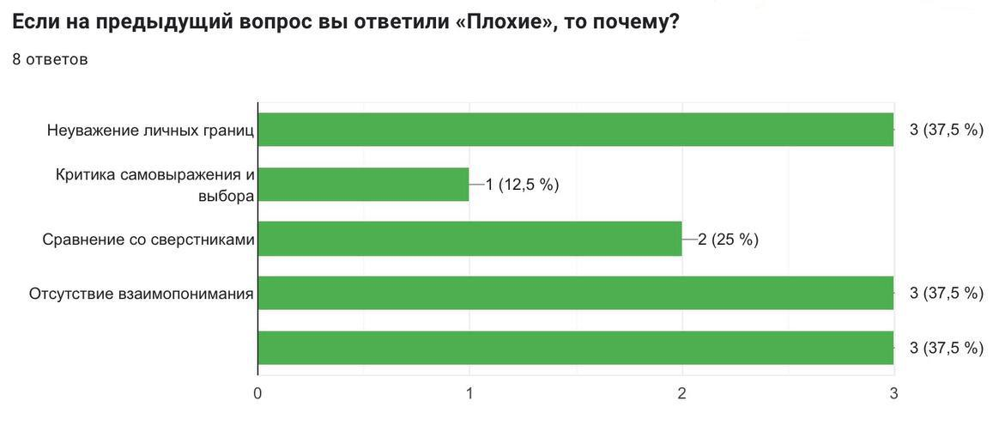 Если на предыдущий вопрос вы ответили «Плохие», то почему?
8 ответов
Неуважение личных границ
3 (37,5 %)
Критика самовыражения и
выбора
1 (12,5 %)
Сравнение со сверстниками
2 (25 %)
Отсутствие взаимопонимания
3 (37,5 %)
3 (37,5 %)
0
1
2
3